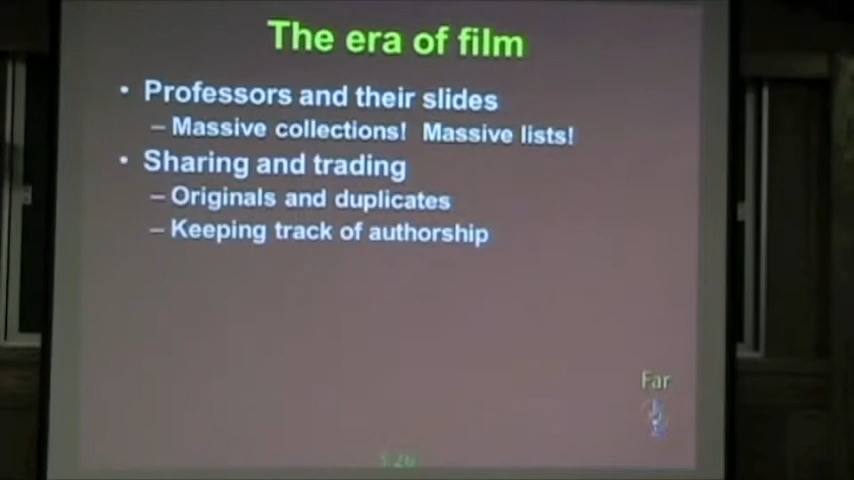 The era of film
• Professors and their slides
– Massive collections! Massive lists!
• Sharing and trading
– Originals and duplicates
– Keeping track of authorship
Far